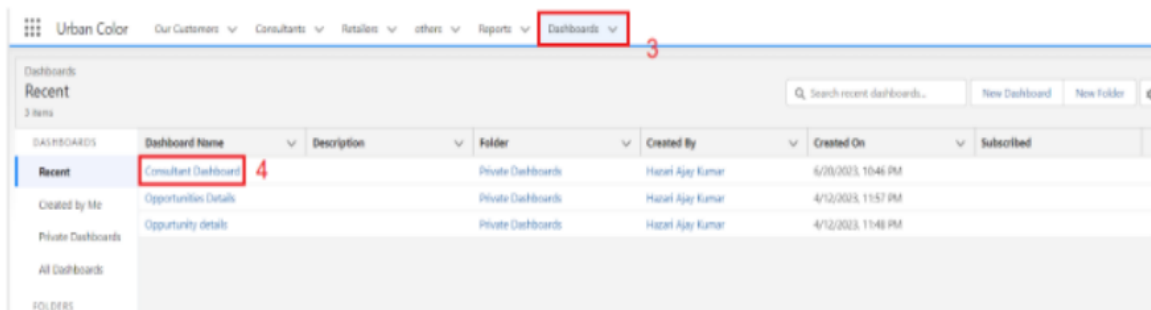 Urban Color Our Customers Consultants Retailers others Reports Dashboards
3
Dashboards
Recent
3 items
Search recent dashboards...
New Dashboard
New Folder
DASHBOARDS
Dashboard Name Description Folder Created By Created On Subscribed
Recent
Consultant Dashboard 4 Private Dashboards Hazari Ajay Kumar 6/20/2023, 10:46 PM
Created by Me
Opportunities Details Private Dashboards Hazari Ajay Kumar 4/12/2023, 11:57 PM
Oppurtunity details Private Dashboards Hazari Ajay Kumar 4/12/2023, 11:48 PM
Private Dashboards
All Dashboards
FOLDERS